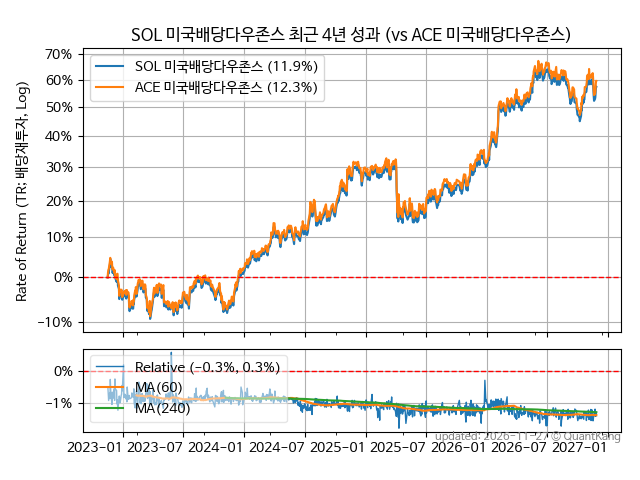 SOL 미국배당다우존스 최근 4년 성과 (vs ACE 미국배당다우존스)
Rate of Return (TR: 배당재투자, Log)
70%
60%
50%
40%
30%
20%
10%
0%
−10%
SOL 미국배당다우존스 (11.9%)
ACE 미국배당다우존스 (12.3%)
0%
−1%
Relative (−0.3%, 0.3%)
MA(60)
MA(240)
2023−01 2023−07 2024−01 2024−07 2025−01 2025−07 2026−01 2026−07 2027−01
updated: 2026−11−27 © QuantKang